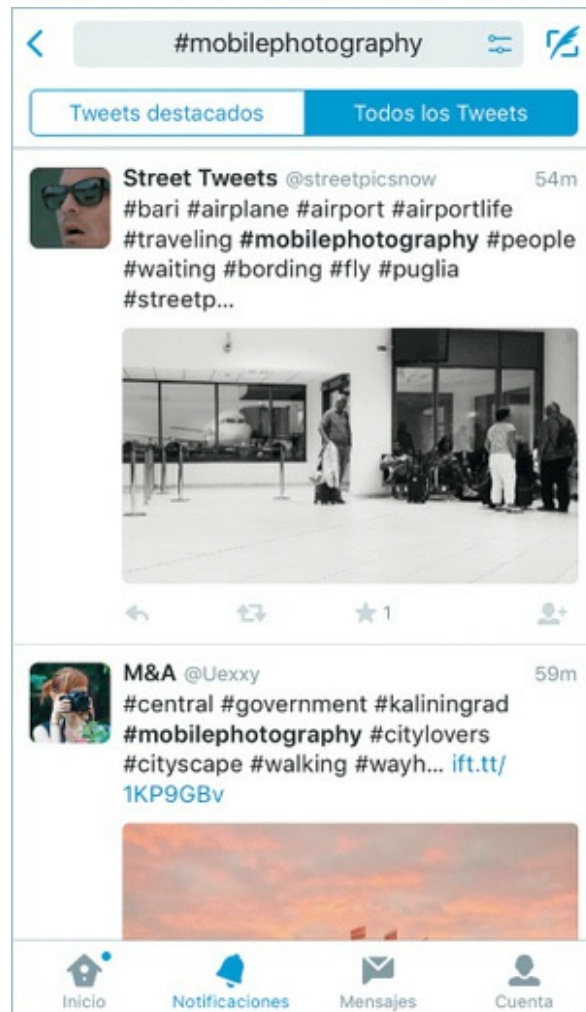 #mobilephotography
Tweets destacados
Todos los Tweets
Street Tweets @streetpicsnow 54m
#bari #airplane #airport #airportlife
#traveling #mobilephotography #people
#waiting #bording #fly #puglia
#streetp...
1
M&A @Uexxy 59m
#central #government #kaliningrad
#mobilephotography #citylovers
#cityscape #walking #wayh... ift.tt/
1KP9GBv
Inicio
Notificaciones
Mensajes
Cuenta